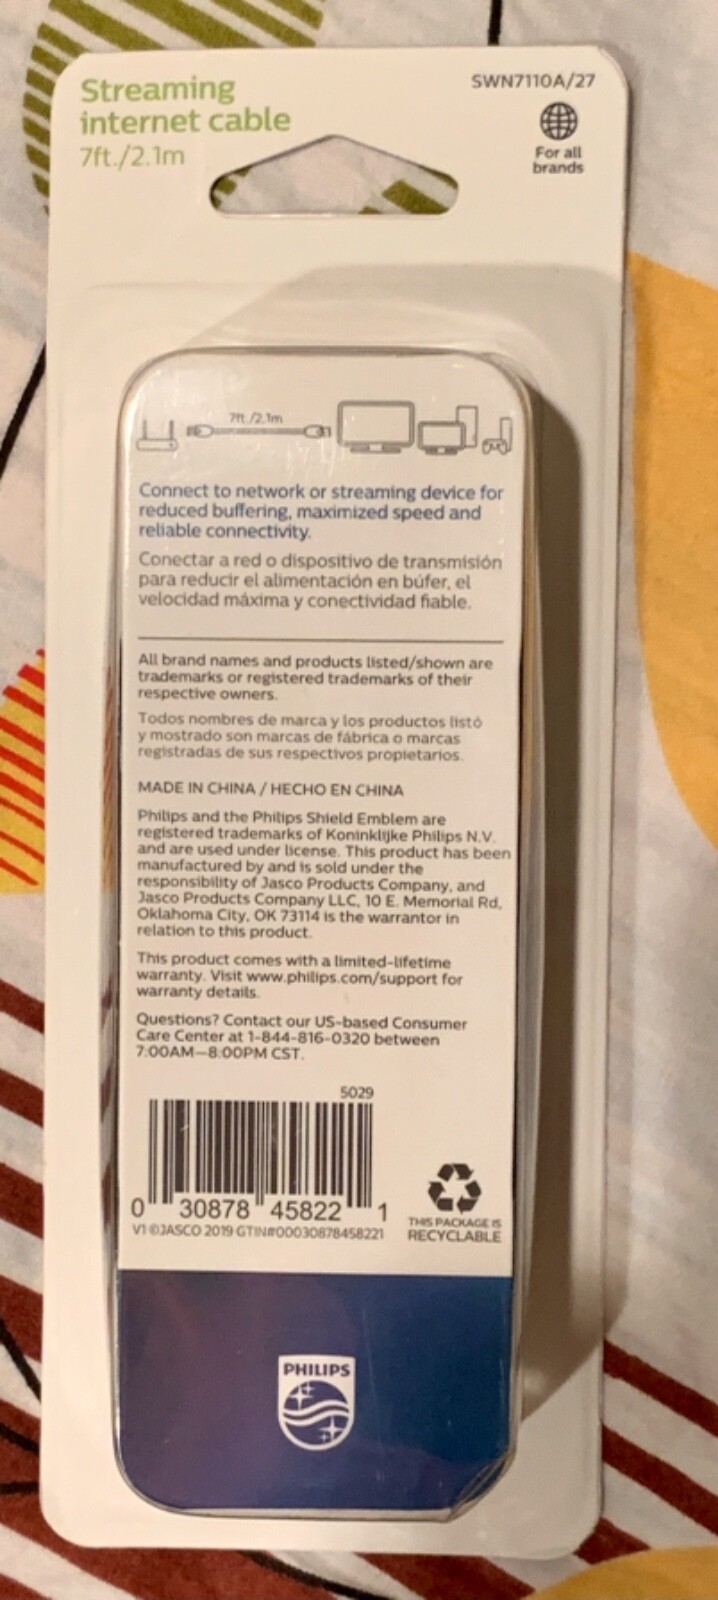 Streaming
internet cable
7ft./2.1m
SWN7110A/27
For all
brands
7ft./2.1m
Connect to network or streaming device for
reduced buffering, maximized speed and
reliable connectivity.
Conectar a red o dispositivo de transmisión
para reducir el alimentación en búfer, el
velocidad máxima y conectividad fiable.
All brand names and products listed/shown are
trademarks or registered trademarks of their
respective owners.
Todos nombres de marca y los productos listó
y mostrado son marcas de fábrica o marcas
registradas de sus respectivos propietarios.
MADE IN CHINA / HECHO EN CHINA
Philips and the Philips Shield Emblem are
registered trademarks of Koninklijke Philips N.V.
and are used under license. This product has been
manufactured by and is sold under the
responsibility of Jasco Products Company, and
Jasco Products Company LLC, 10 E. Memorial Rd,
Oklahoma City, OK 73114 is the warrantor in
relation to this product.
This product comes with a limited-lifetime
warranty. Visit www.philips.com/support for
warranty details.
Questions? Contact our US-based Consumer
Care Center at 1-844-816-0320 between
7:00AM—8:00PM CST.
5029
0 30878 45822 1
V1 ©JASCO 2019 GTIN#00030878458221
THIS PACKAGE IS
RECYCLABLE
PHILIPS